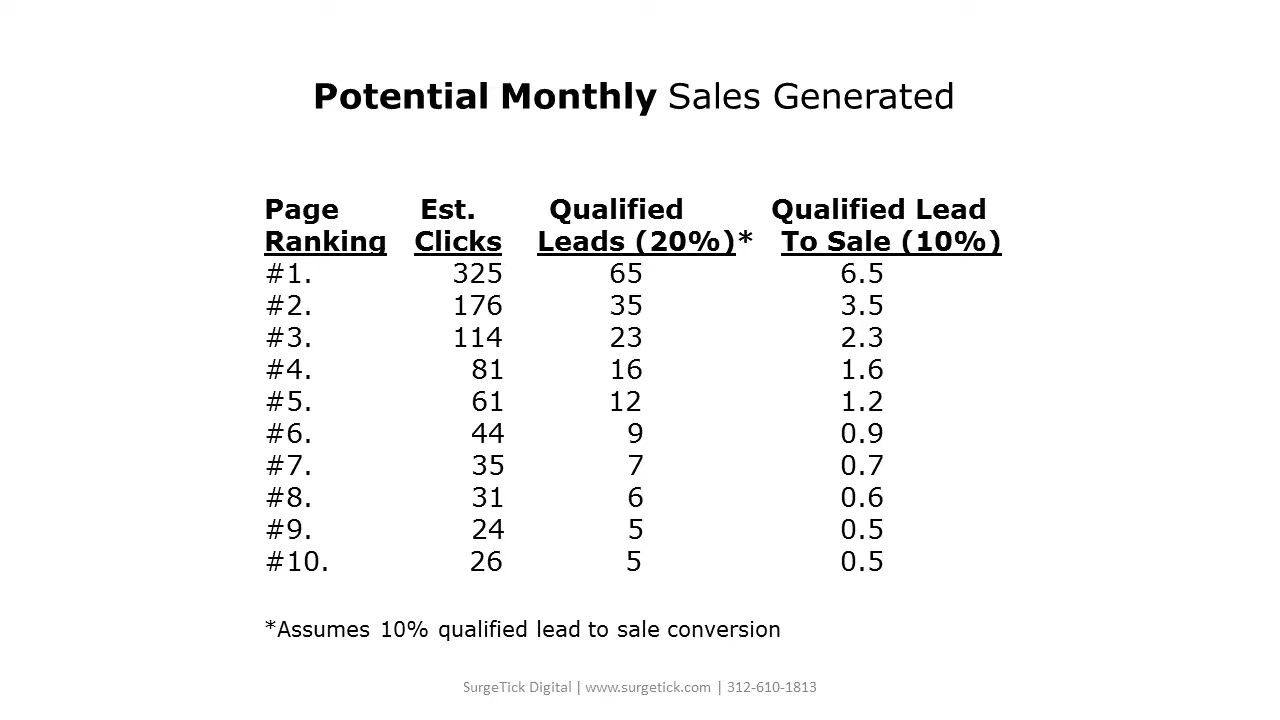 Potential Monthly Sales Generated
Page Est. Qualified Qualified Lead
Ranking Clicks Leads (20%)* To Sale (10%)
#1. 325 65 6.5
#2. 176 35 3.5
#3. 114 23 2.3
#4. 81 16 1.6
#5. 61 12 1.2
#6. 44 9 0.9
#7. 35 7 0.7
#8. 31 6 0.6
#9. 24 5 0.5
#10. 26 5 0.5
*Assumes 10% qualified lead to sale conversion
SurgeTick Digital | www.surgetick.com | 312-610-1813